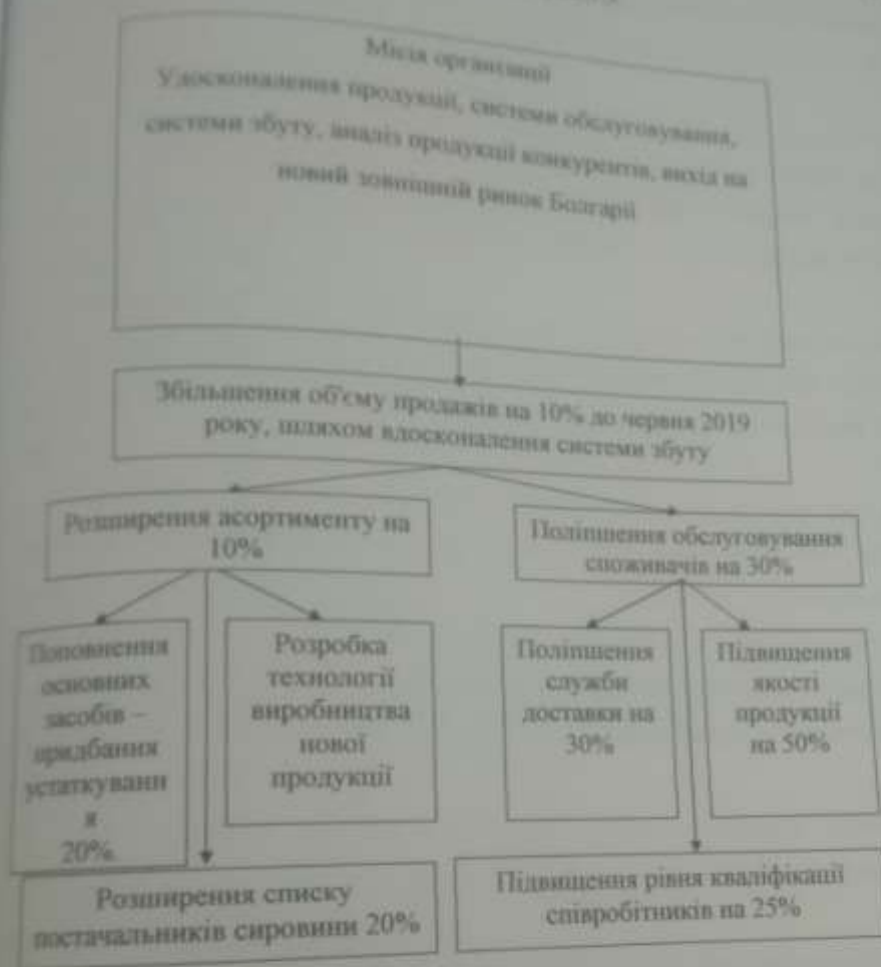 Місія організації
Удосконалення продукції, системи обслуговування,
системи збуту, аналіз продукції конкурентів, вихід на
новий зовнішній ринок Болгарії
Збільшення об'єму продажів на 10% до червня 2019
року, шляхом вдосконалення системи збуту
Розширення асортименту на
10%
Поліпшення обслуговування
споживачів на 30%
Поповнення
основних
засобів –
придбання
устаткуванн
я
20%
Розробка
технології
виробництва
нової
продукції
Поліпшення
служби
доставки на
30%
Підвищення
якості
продукції
на 50%
Розширення списку
постачальників сировини 20%
Підвищення рівня кваліфікації
співробітників на 25%